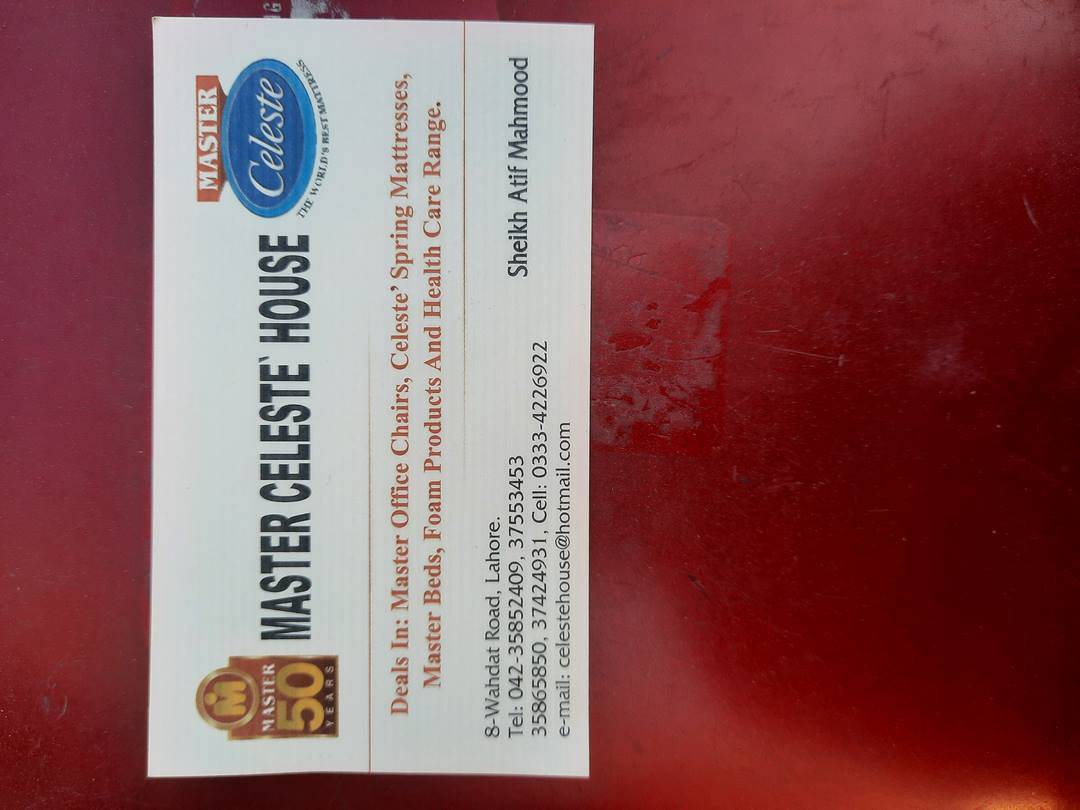 MASTER
50
YEARS
MASTER CELESTE` HOUSE
MASTER
Celeste
THE WORLD'S BEST MATTRESS
Deals In: Master Office Chairs, Celeste’ Spring Mattresses,
Master Beds, Foam Products And Health Care Range.
8-Wahdat Road, Lahore.
Tel: 042-35852409, 37553453
35865850, 37424931, Cell: 0333-4226922
e-mail: celestehouse@hotmail.com
Sheikh Atif Mahmood